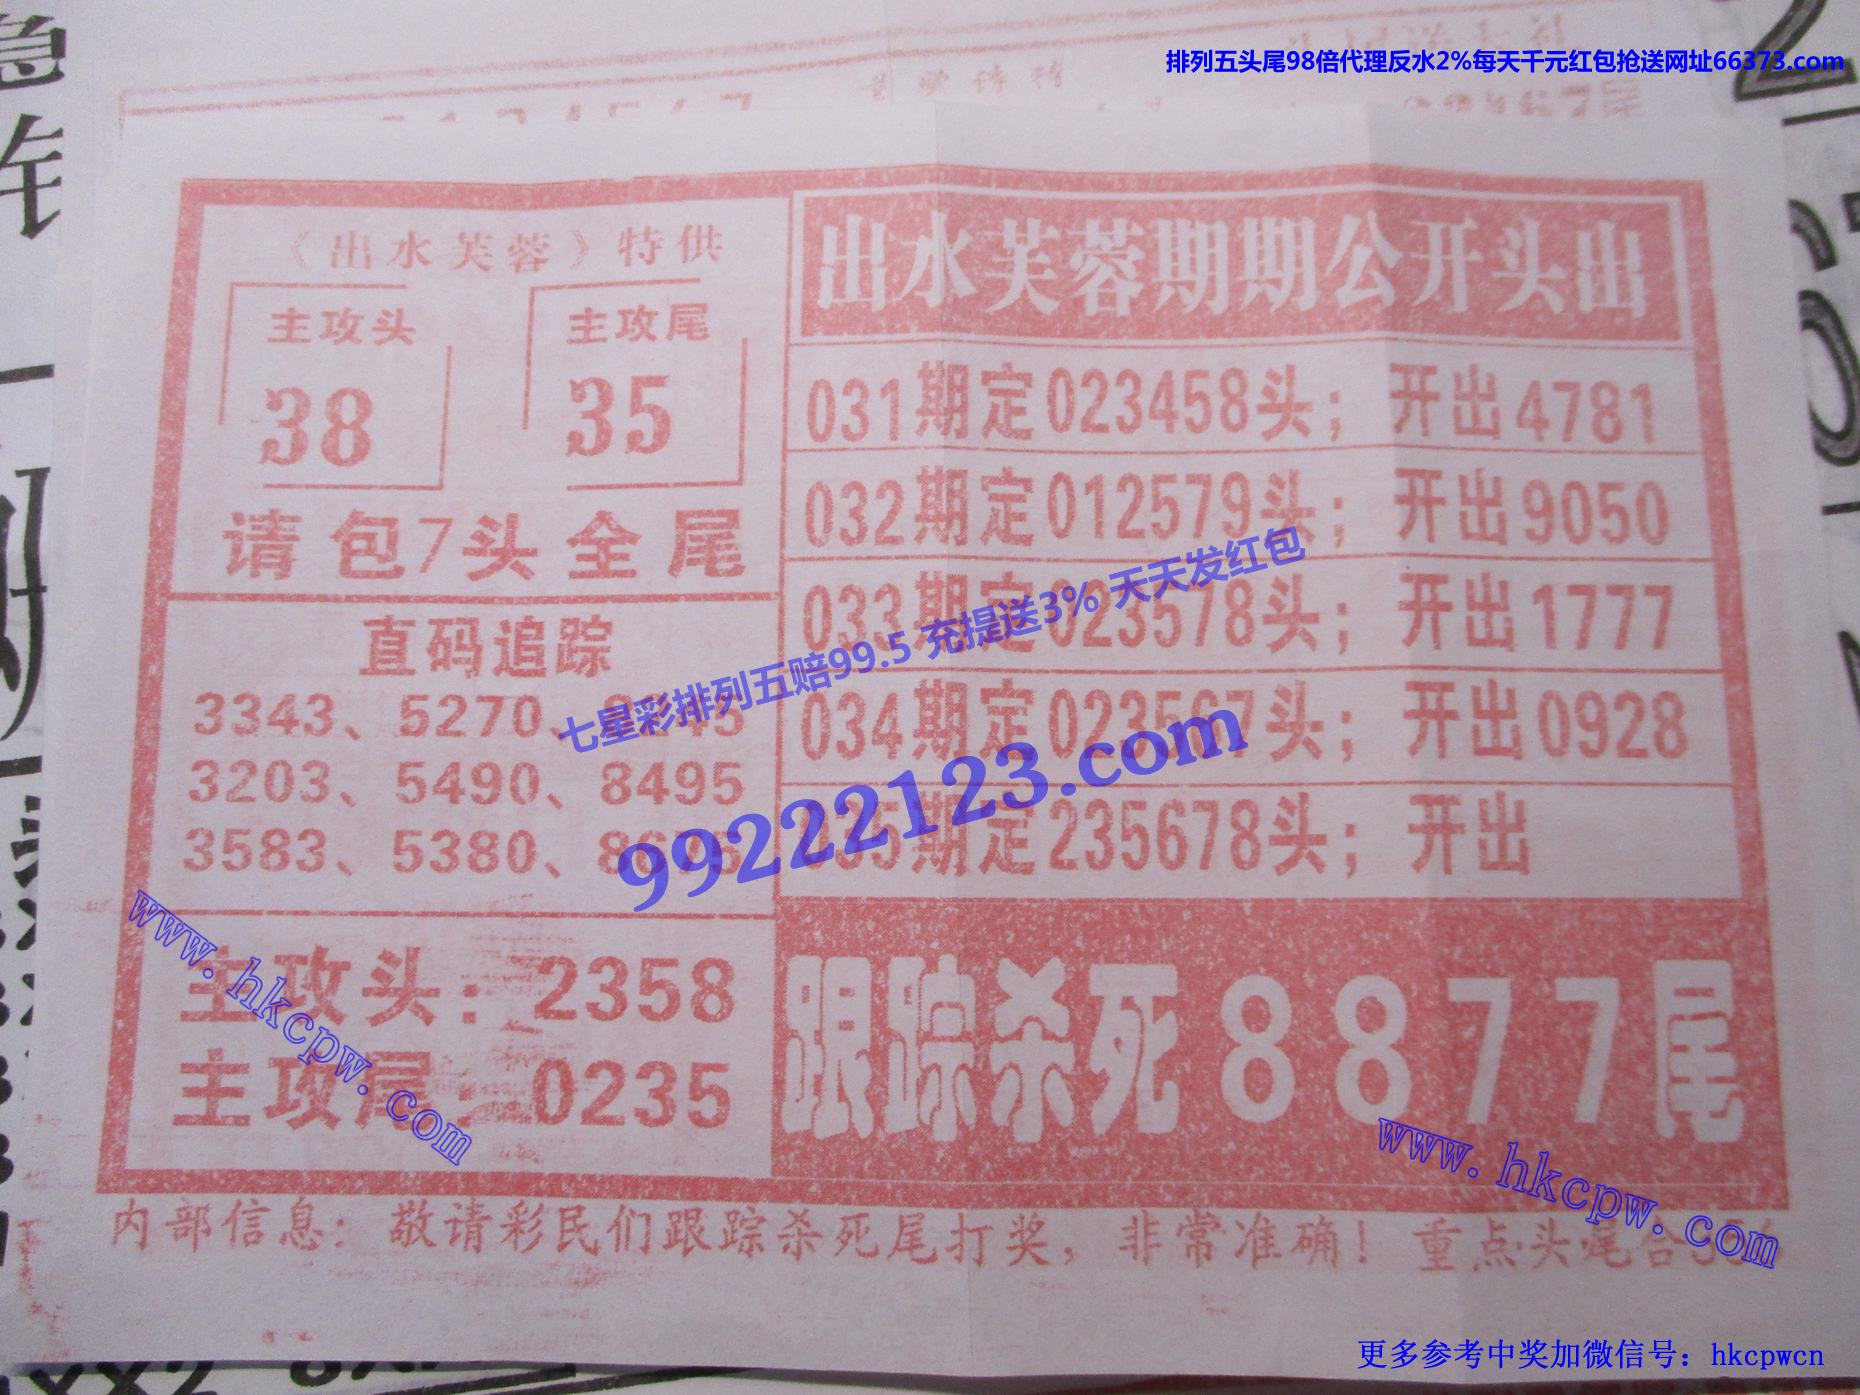 排列五头尾98倍代理反水2%每天千元红包抢送网址66373.com
《出水芙蓉》特供
主攻头
38
主攻尾
35
请包7头全尾
直码追踪
3343、5270、
3203、5490、8495
3583、5380、
主攻头：2358
主攻尾：0235
出水芙蓉期期公开头出
031期定023458头；开出4781
032期定012579头；开出9050
033期定023578头；开出1777
034期定023567头；开出0928
035期定235678头；开出
跟踪杀死8877尾
内部信息：敬请彩民们跟踪杀死尾打奖，非常准确！重点头尾合
七星彩排列五赔99.5 充提送3% 天天发红包
99222123.com
www.hkcpw.com
www.hkcpw.com
更多参考中奖加微信号：hkcpwcn